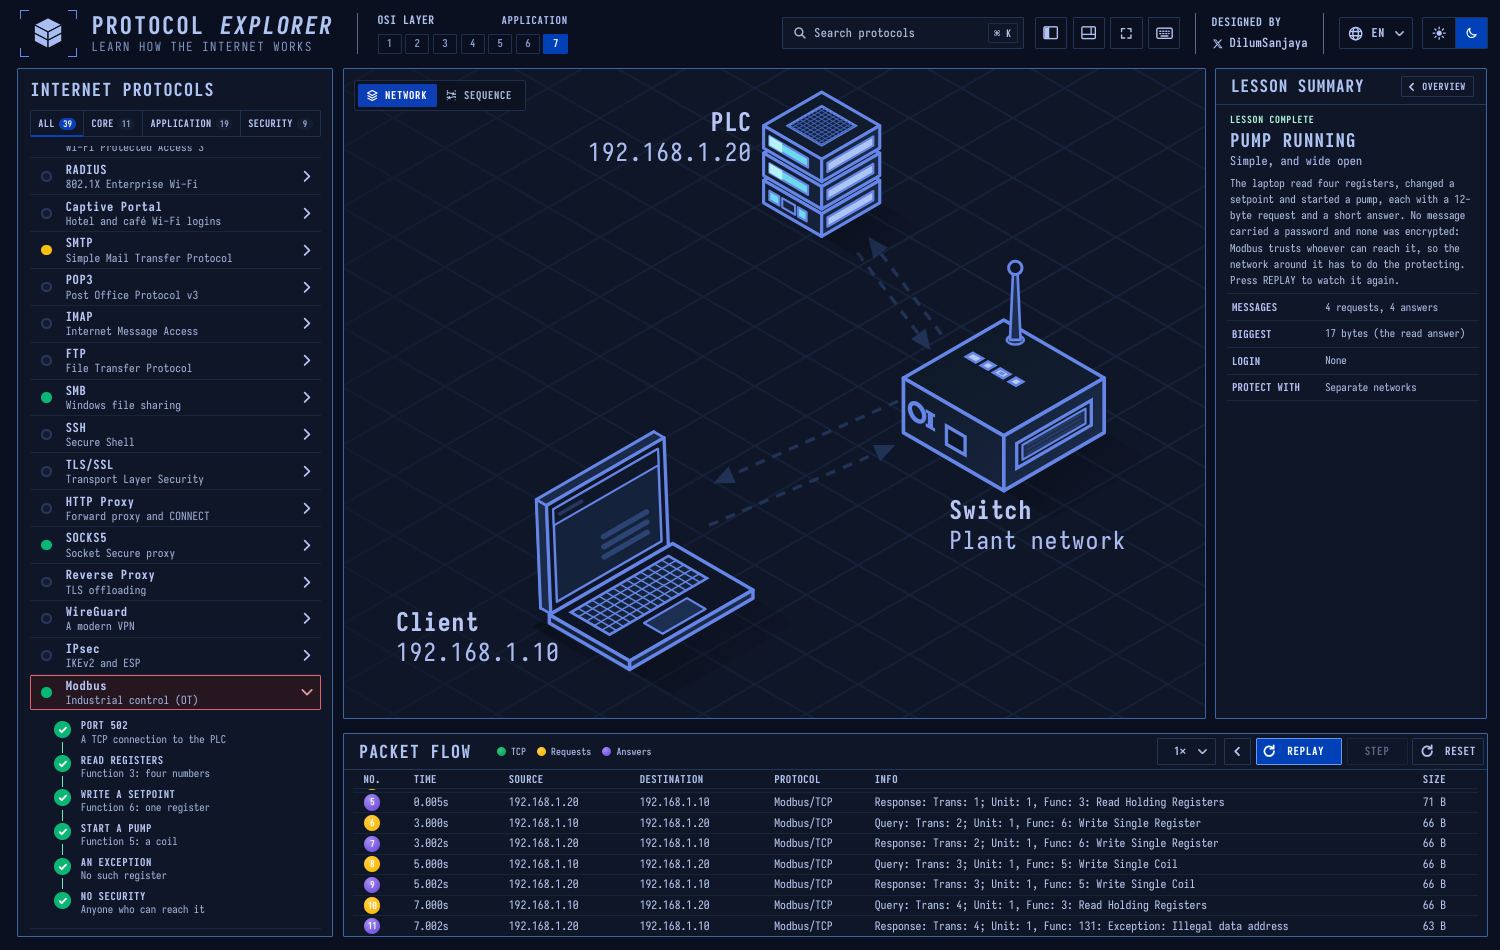 PROTOCOL EXPLORER
LEARN HOW THE INTERNET WORKS
OSI LAYER APPLICATION
1 2 3 4 5 6 7
Search protocols ⌘ K
DESIGNED BY
DilumSanjaya
EN
INTERNET PROTOCOLS
ALL 39 CORE 11 APPLICATION 19 SECURITY 9
Wi-Fi Protected Access 3
RADIUS
802.1X Enterprise Wi-Fi
Captive Portal
Hotel and café Wi-Fi logins
SMTP
Simple Mail Transfer Protocol
POP3
Post Office Protocol v3
IMAP
Internet Message Access
FTP
File Transfer Protocol
SMB
Windows file sharing
SSH
Secure Shell
TLS/SSL
Transport Layer Security
HTTP Proxy
Forward proxy and CONNECT
SOCKS5
Socket Secure proxy
Reverse Proxy
TLS offloading
WireGuard
A modern VPN
IPsec
IKEv2 and ESP
Modbus
Industrial control (OT)
PORT 502
A TCP connection to the PLC
READ REGISTERS
Function 3: four numbers
WRITE A SETPOINT
Function 6: one register
START A PUMP
Function 5: a coil
AN EXCEPTION
No such register
NO SECURITY
Anyone who can reach it
NETWORK SEQUENCE
PLC
192.168.1.20
Switch
Plant network
Client
192.168.1.10
LESSON SUMMARY OVERVIEW
LESSON COMPLETE
PUMP RUNNING
Simple, and wide open
The laptop read four registers, changed a
setpoint and started a pump, each with a 12-
byte request and a short answer. No message
carried a password and none was encrypted:
Modbus trusts whoever can reach it, so the
network around it has to do the protecting.
Press REPLAY to watch it again.
MESSAGES 4 requests, 4 answers
BIGGEST 17 bytes (the read answer)
LOGIN None
PROTECT WITH Separate networks
PACKET FLOW TCP Requests Answers 1× REPLAY STEP RESET
NO. TIME SOURCE DESTINATION PROTOCOL INFO SIZE
5 0.005s 192.168.1.20 192.168.1.10 Modbus/TCP Response: Trans: 1; Unit: 1, Func: 3: Read Holding Registers 71 B
6 3.000s 192.168.1.10 192.168.1.20 Modbus/TCP Query: Trans: 2; Unit: 1, Func: 6: Write Single Register 66 B
7 3.002s 192.168.1.20 192.168.1.10 Modbus/TCP Response: Trans: 2; Unit: 1, Func: 6: Write Single Register 66 B
8 5.000s 192.168.1.10 192.168.1.20 Modbus/TCP Query: Trans: 3; Unit: 1, Func: 5: Write Single Coil 66 B
9 5.002s 192.168.1.20 192.168.1.10 Modbus/TCP Response: Trans: 3; Unit: 1, Func: 5: Write Single Coil 66 B
10 7.000s 192.168.1.10 192.168.1.20 Modbus/TCP Query: Trans: 4; Unit: 1, Func: 3: Read Holding Registers 66 B
11 7.002s 192.168.1.20 192.168.1.10 Modbus/TCP Response: Trans: 4; Unit: 1, Func: 131: Exception: Illegal data address 63 B